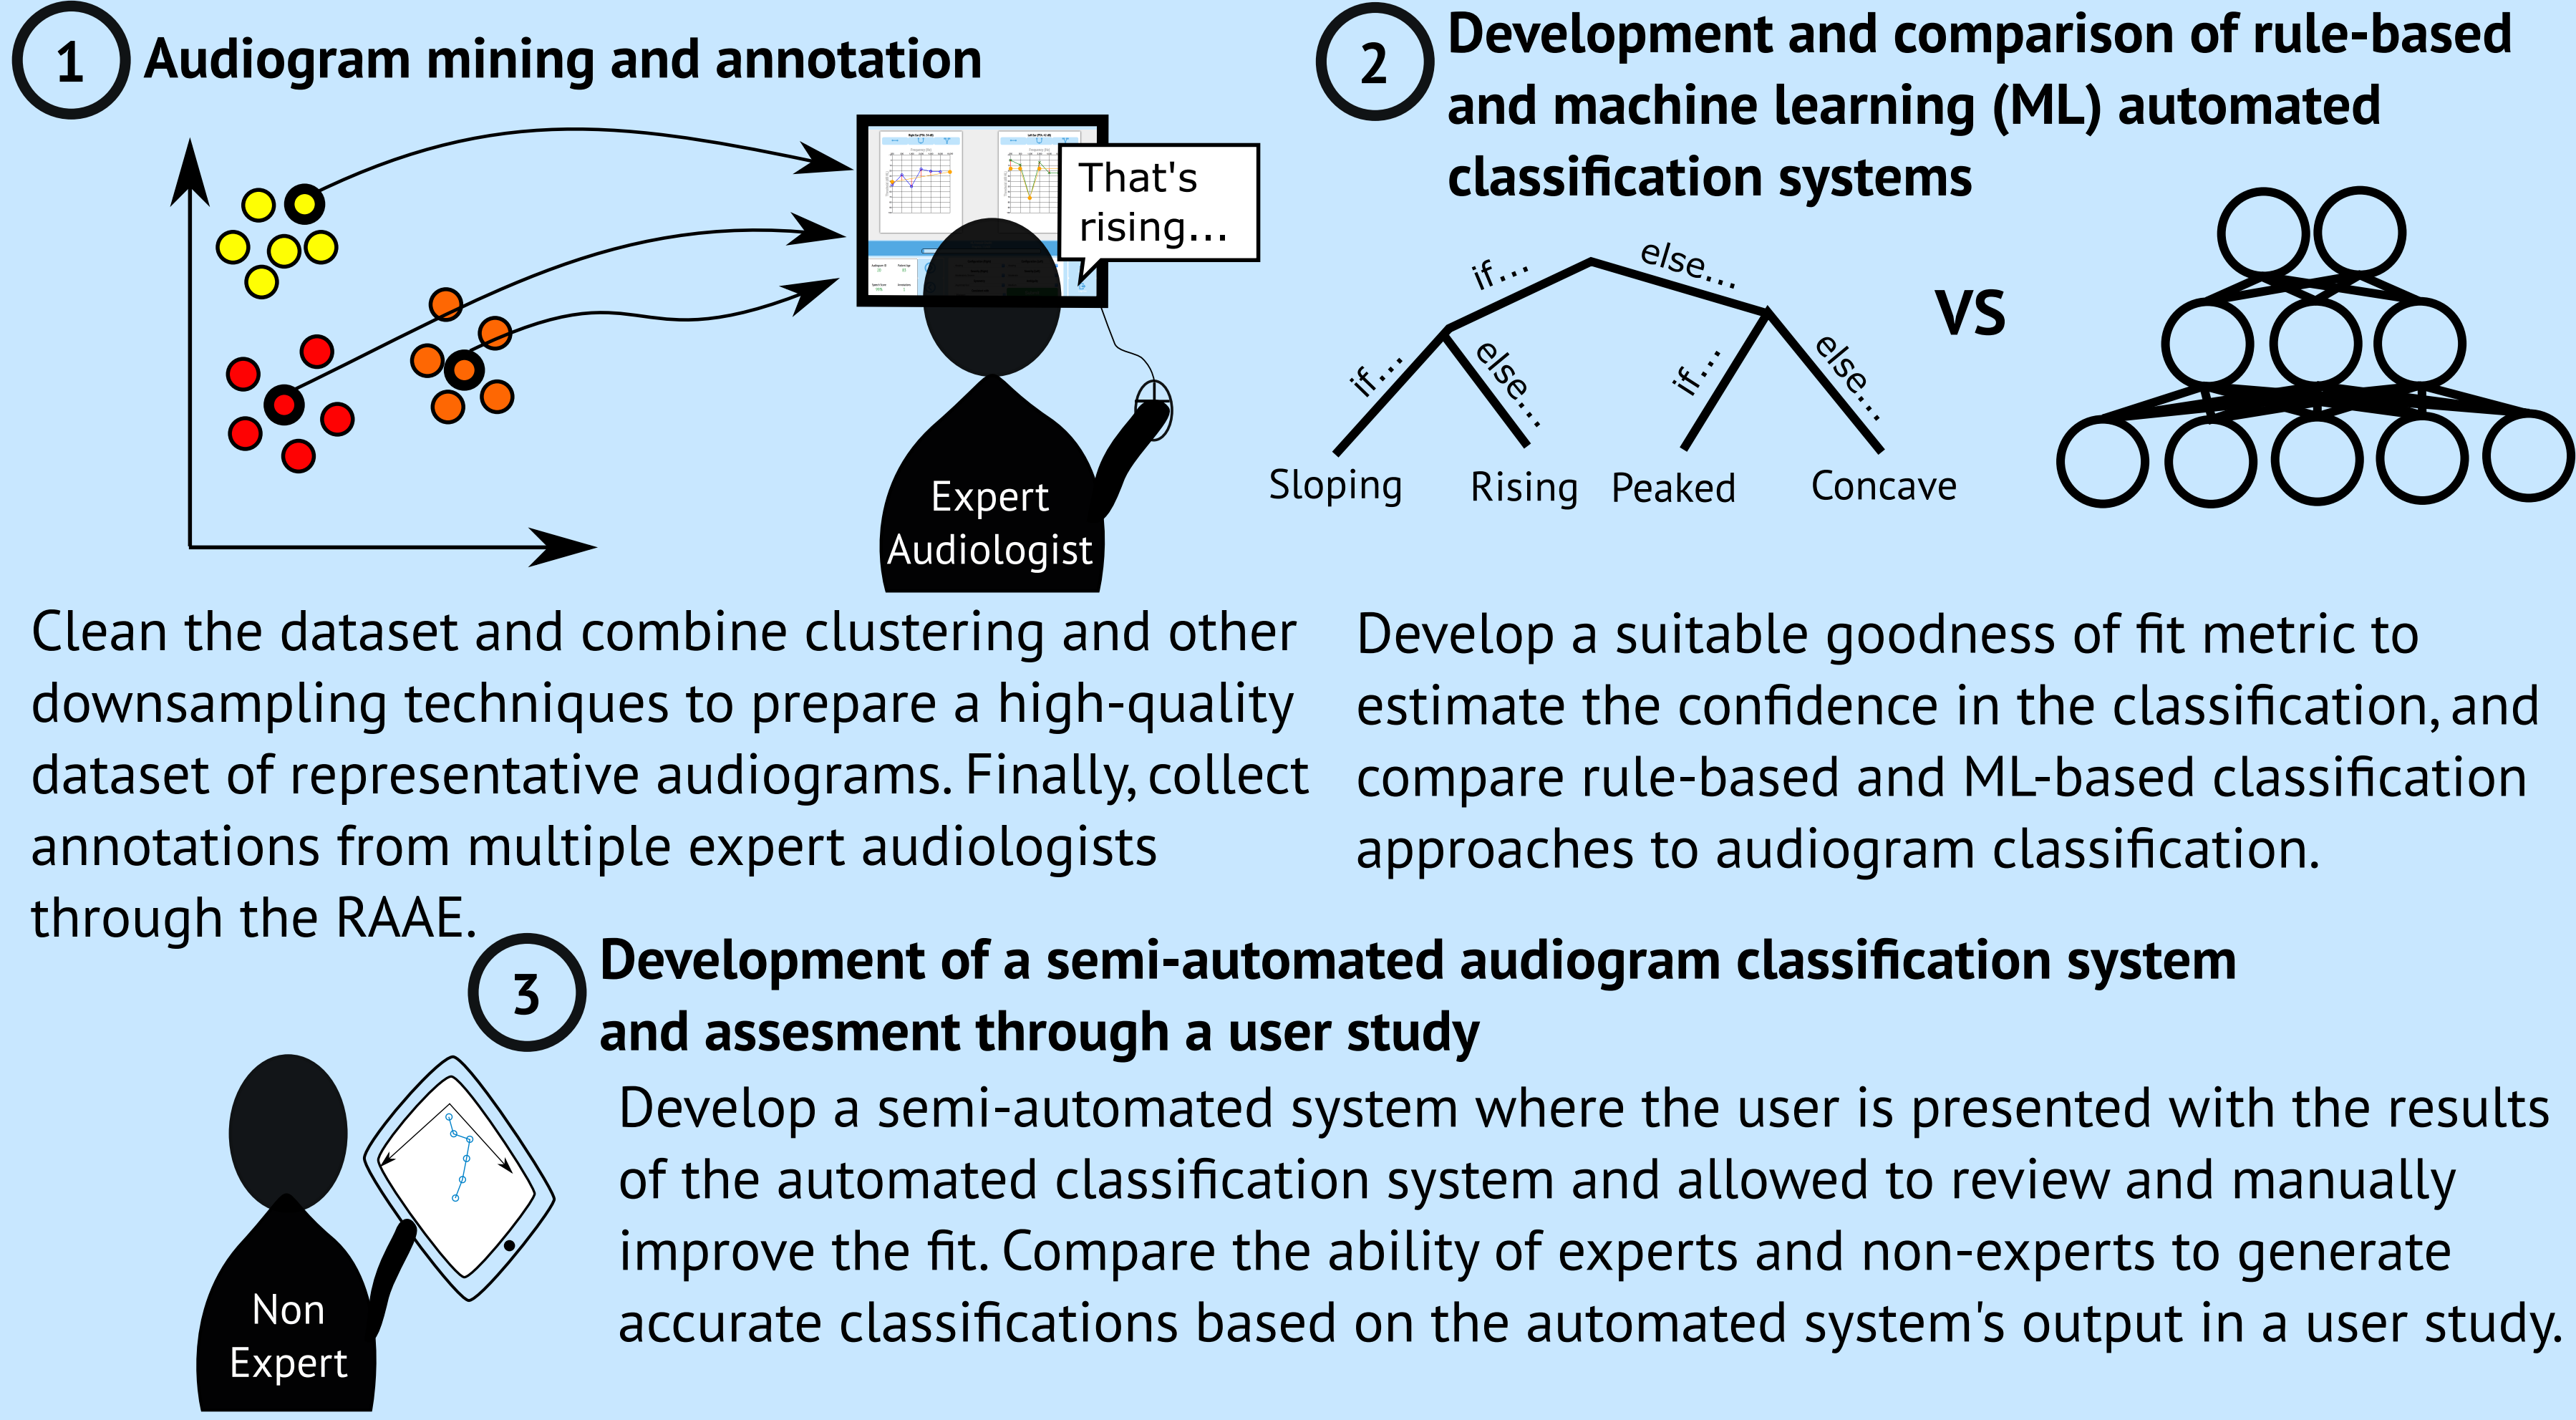 1
Audiogram mining and annotation
That's
rising...
Expert
Audiologist
Clean the dataset and combine clustering and other
downsampling techniques to prepare a high-quality
dataset of representative audiograms. Finally, collect
annotations from multiple expert audiologists
through the RAAE.
2
Development and comparison of rule-based
and machine learning (ML) automated
classification systems
if...
else...
if...
else...
if...
else...
Sloping
Rising
Peaked
Concave
VS
Develop a suitable goodness of fit metric to
estimate the confidence in the classification, and
compare rule-based and ML-based classification
approaches to audiogram classification.
3
Development of a semi-automated audiogram classification system
and assesment through a user study
Non
Expert
Develop a semi-automated system where the user is presented with the results
of the automated classification system and allowed to review and manually
improve the fit. Compare the ability of experts and non-experts to generate
accurate classifications based on the automated system's output in a user study.